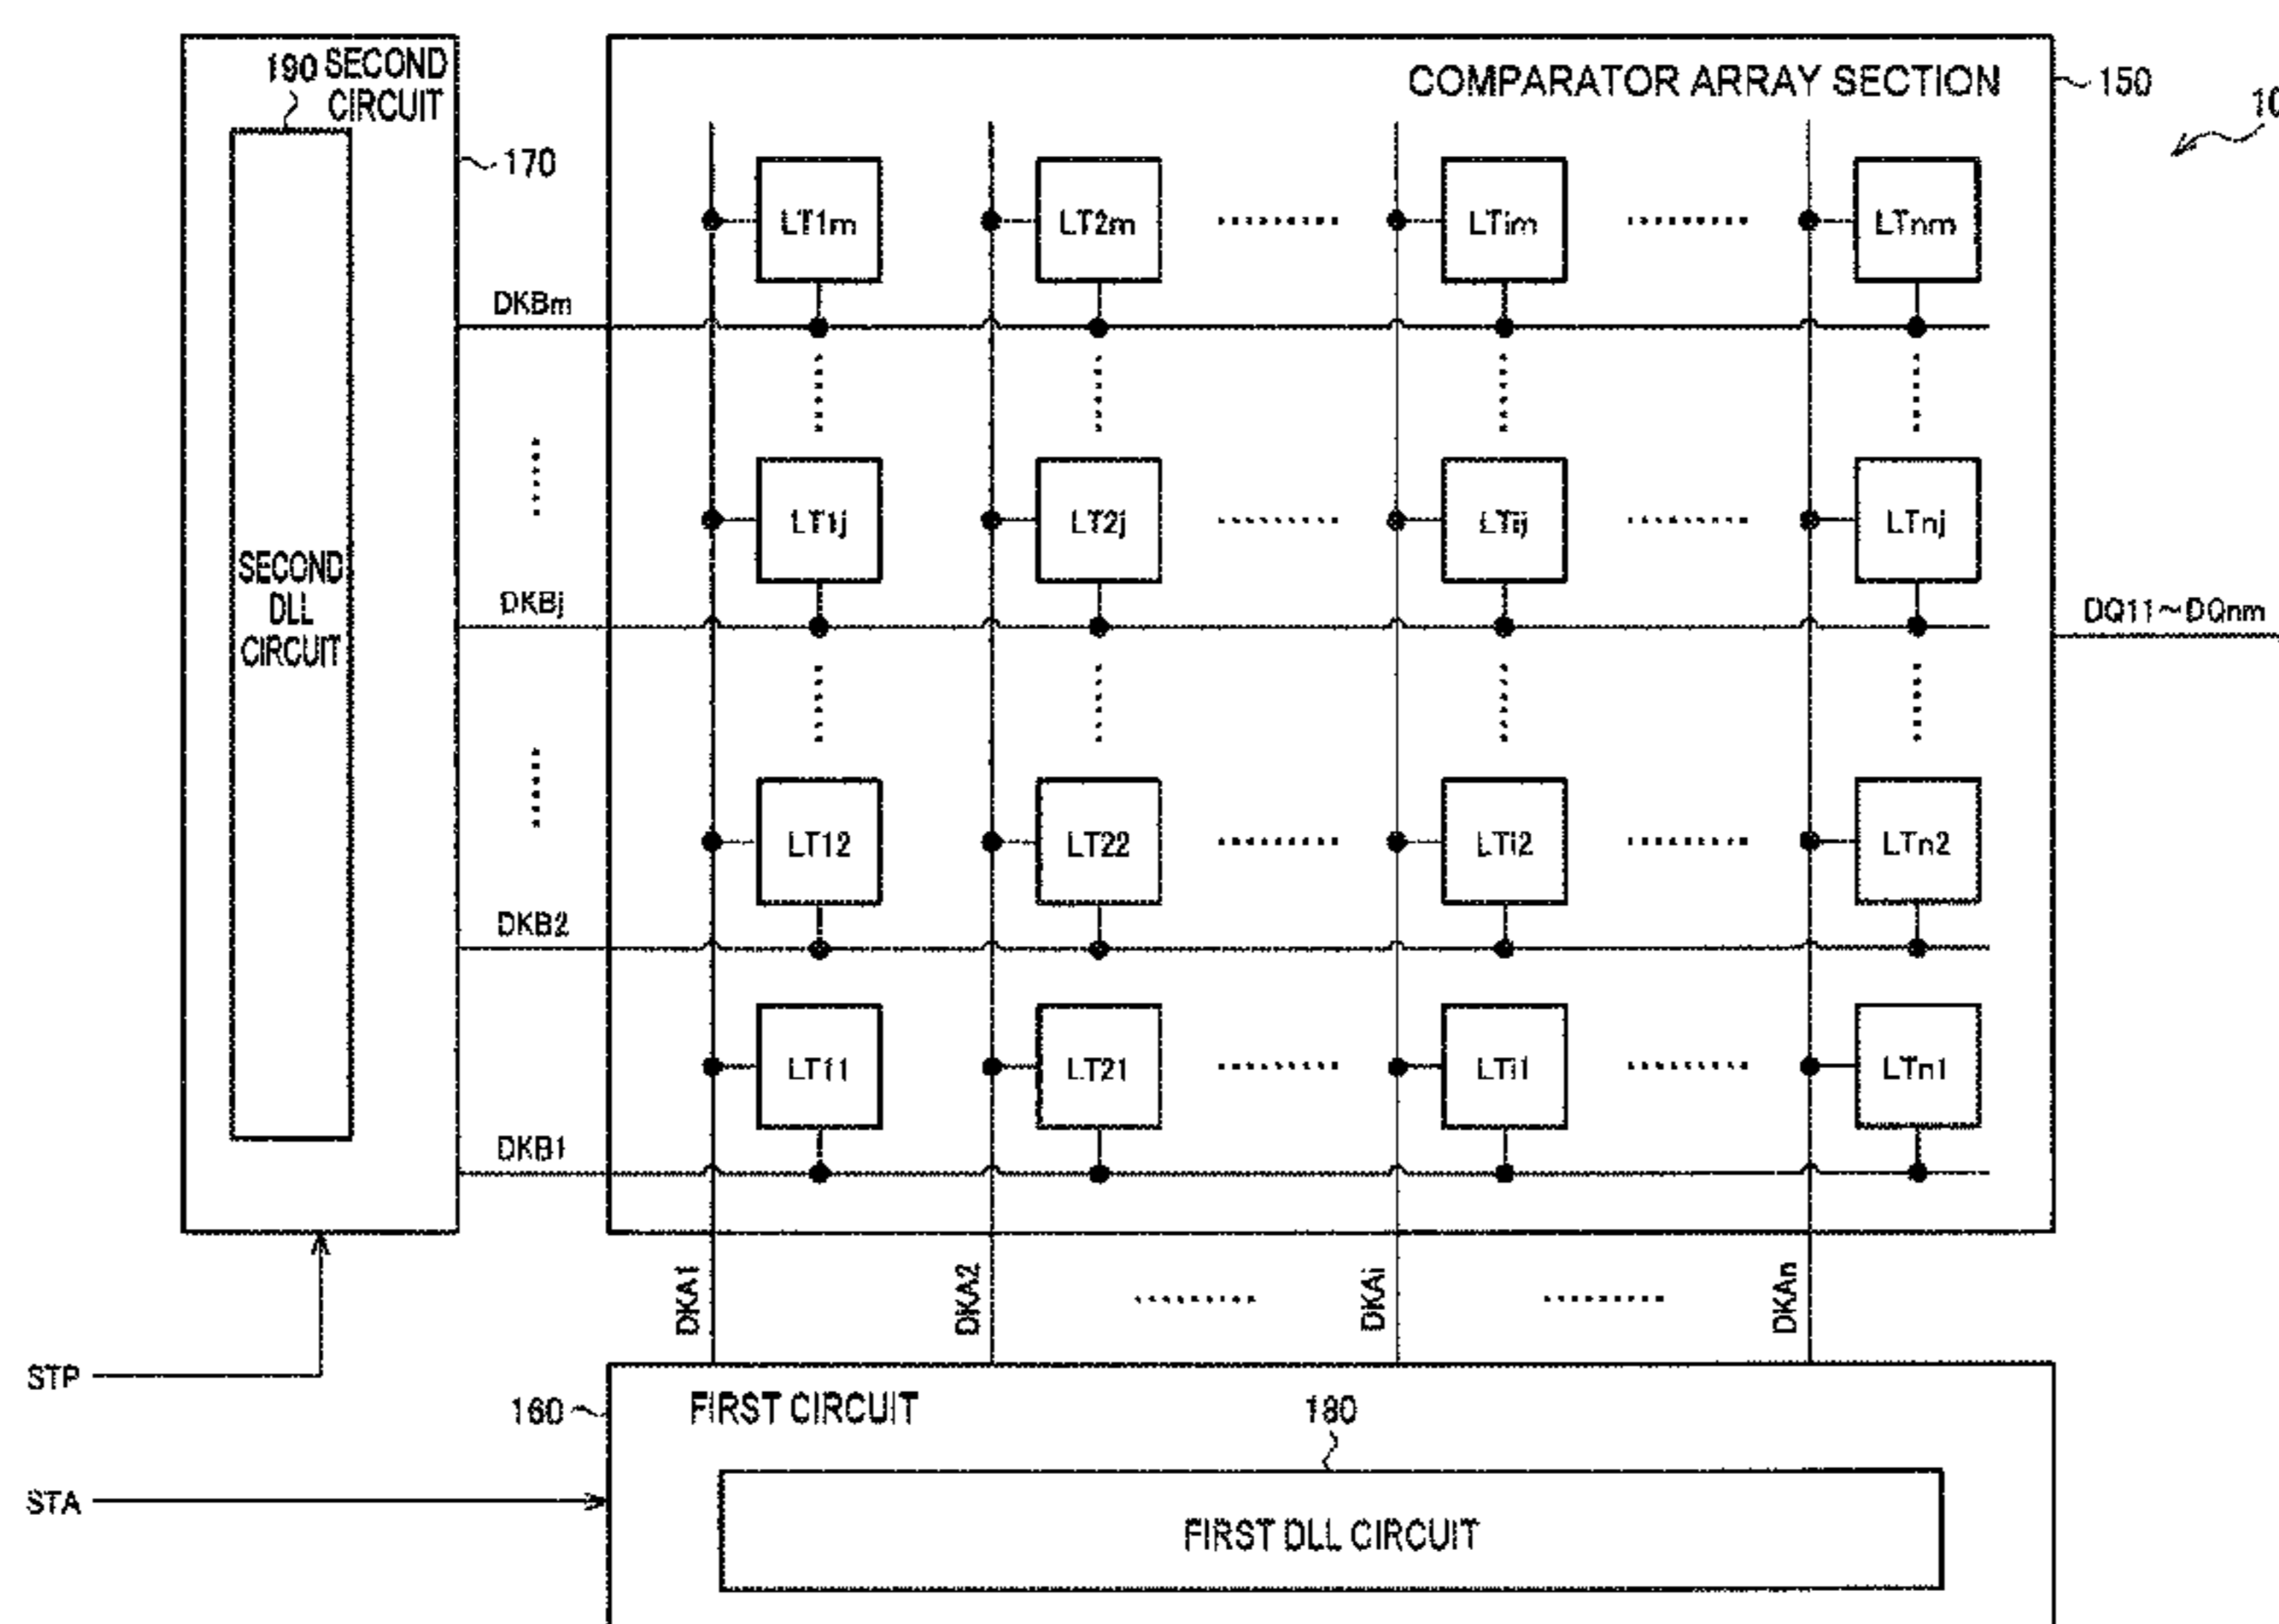 190 SECOND
CIRCUIT
COMPARATOR ARRAY SECTION
150
10
170
LT1m
LT2m
LTim
LTnm
DKBm
LT1j
LT2j
LTij
LTnj
SECOND
DLL
CIRCUIT
DKBj
DQ11~DQnm
LT12
LT22
LTi2
LTn2
DKB2
LT11
LT21
LTi1
LTn1
DKB1
DKA1
DKA2
DKAi
DKAn
STP
160
FIRST CIRCUIT
180
STA
FIRST DLL CIRCUIT